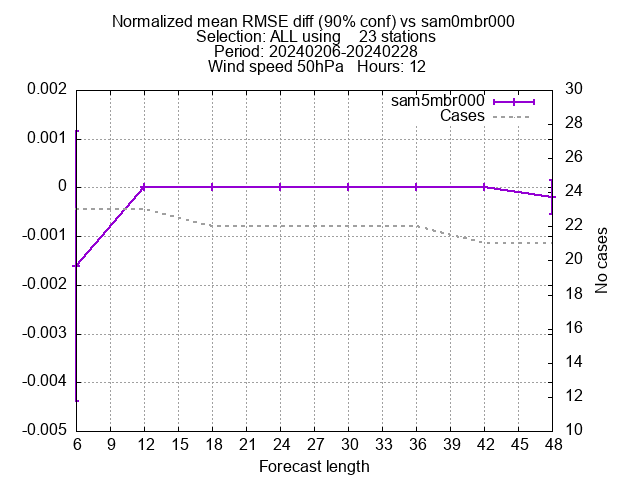 Normalized mean RMSE diff (90% conf) vs sam0mbr000
Selection: ALL using    23 stations
Period: 20240206-20240228
Wind speed 50hPa   Hours: 12
sam5mbr000
Cases
0.002
0.001
0
-0.001
-0.002
-0.003
-0.004
-0.005
30
28
26
24
22
20
18
16
14
12
10
No cases
6 9 12 15 18 21 24 27 30 33 36 39 42 45 48
Forecast length